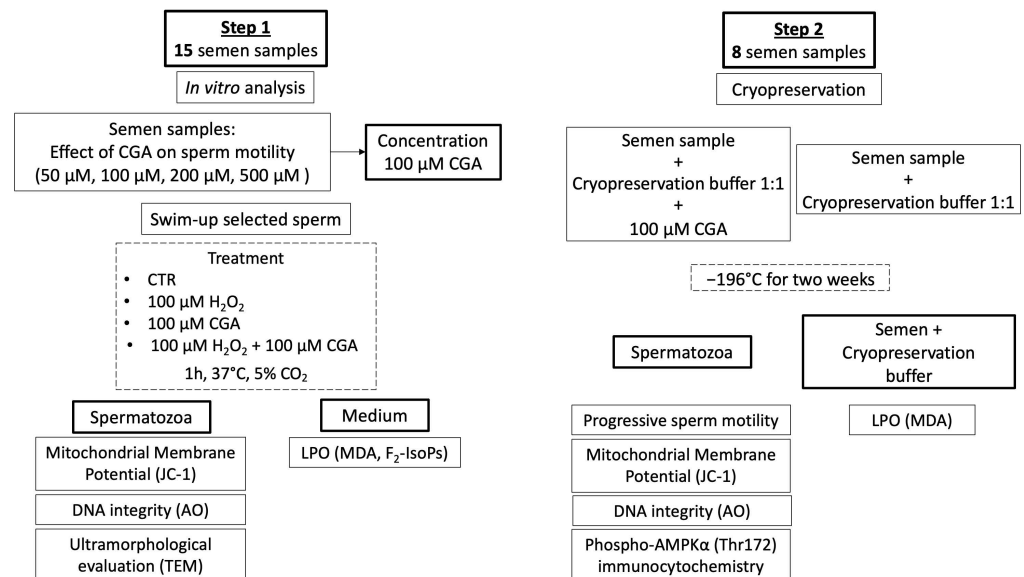 Step 1
15 semen samples
In vitro analysis
Semen samples:
Effect of CGA on sperm motility
(50 µM, 100 µM, 200 µM, 500 µM )
Concentration
100 µM CGA
Swim-up selected sperm
Treatment
• CTR
• 100 µM H₂O₂
• 100 µM CGA
• 100 µM H₂O₂ + 100 µM CGA
1h, 37°C, 5% CO₂
Spermatozoa
Mitochondrial Membrane
Potential (JC-1)
DNA integrity (AO)
Ultramorphological
evaluation (TEM)
Medium
LPO (MDA, F₂-IsoPs)
Step 2
8 semen samples
Cryopreservation
Semen sample
+
Cryopreservation buffer 1:1
+
100 µM CGA
Semen sample
+
Cryopreservation buffer 1:1
−196°C for two weeks
Spermatozoa
Progressive sperm motility
Mitochondrial Membrane
Potential (JC-1)
DNA integrity (AO)
Phospho-AMPKα (Thr172)
immunocytochemistry
Semen +
Cryopreservation
buffer
LPO (MDA)